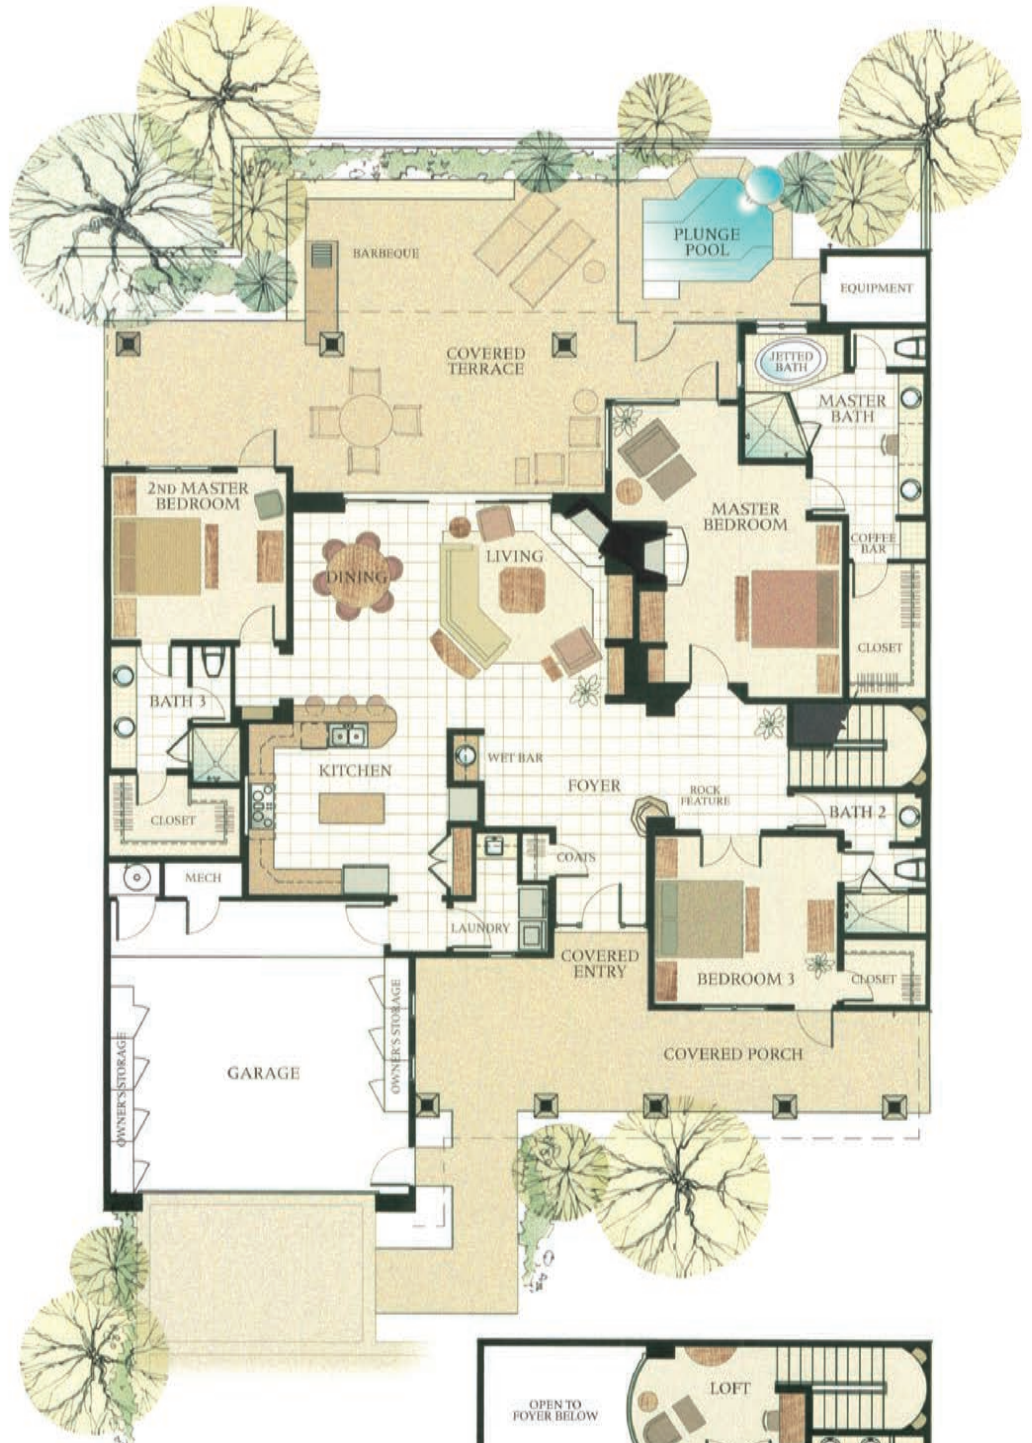 BARBEQUE
PLUNGE
POOL
EQUIPMENT
COVERED
TERRACE
JETTED
BATH
MASTER
BATH
2ND MASTER
BEDROOM
MASTER
BEDROOM
COFFEE
BAR
LIVING
DINING
CLOSET
BATH 3
KITCHEN
WET BAR
FOYER
ROCK
FEATURE
BATH 2
CLOSET
COATS
MECH
LAUNDRY
COVERED
ENTRY
BEDROOM 3
CLOSET
OWNER'S STORAGE
OWNER'S STORAGE
GARAGE
COVERED PORCH
LOFT
OPEN TO
FOYER BELOW